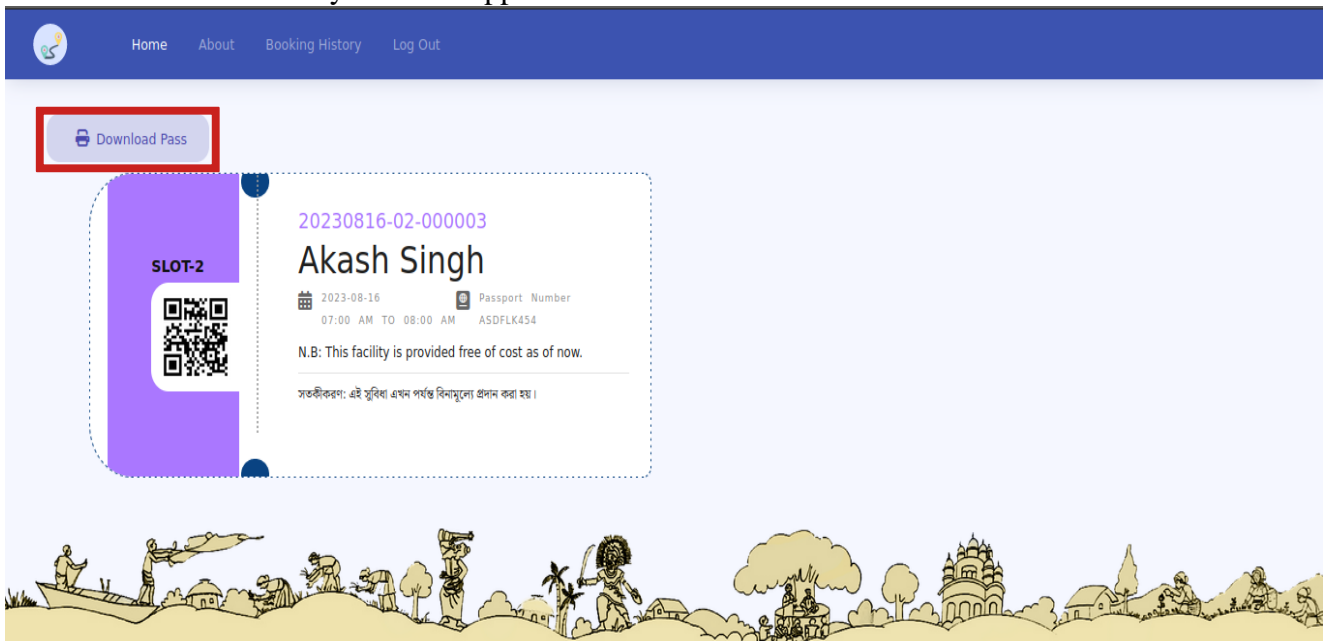 Home About Booking History Log Out
Download Pass
20230816-02-000003
SLOT-2
Akash Singh
2023-08-16 Passport Number
07:00 AM TO 08:00 AM ASDFLK454
N.B: This facility is provided free of cost as of now.
সতর্কীকরণ: এই সুবিধা এখন পর্যন্ত বিনামূল্যে প্রদান করা হয়।